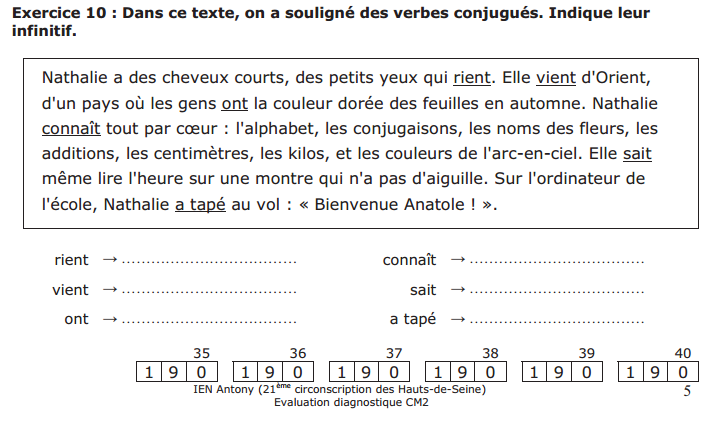 Exercice 10 : Dans ce texte, on a souligné des verbes conjugués. Indique leur
infinitif.
Nathalie a des cheveux courts, des petits yeux qui rient. Elle vient d'Orient,
d'un pays où les gens ont la couleur dorée des feuilles en automne. Nathalie
connaît tout par cœur : l'alphabet, les conjugaisons, les noms des fleurs, les
additions, les centimètres, les kilos, et les couleurs de l'arc-en-ciel. Elle sait
même lire l'heure sur une montre qui n'a pas d'aiguille. Sur l'ordinateur de
l'école, Nathalie a tapé au vol : « Bienvenue Anatole ! ».
rient → .................................... connaît → ....................................
vient → .................................... sait → ....................................
ont → .................................... a tapé → ....................................
35 36 37 38 39 40
1 9 0 1 9 0 1 9 0 1 9 0 1 9 0 1 9 0
IEN Antony (21ème circonscription des Hauts-de-Seine) 5
Evaluation diagnostique CM2